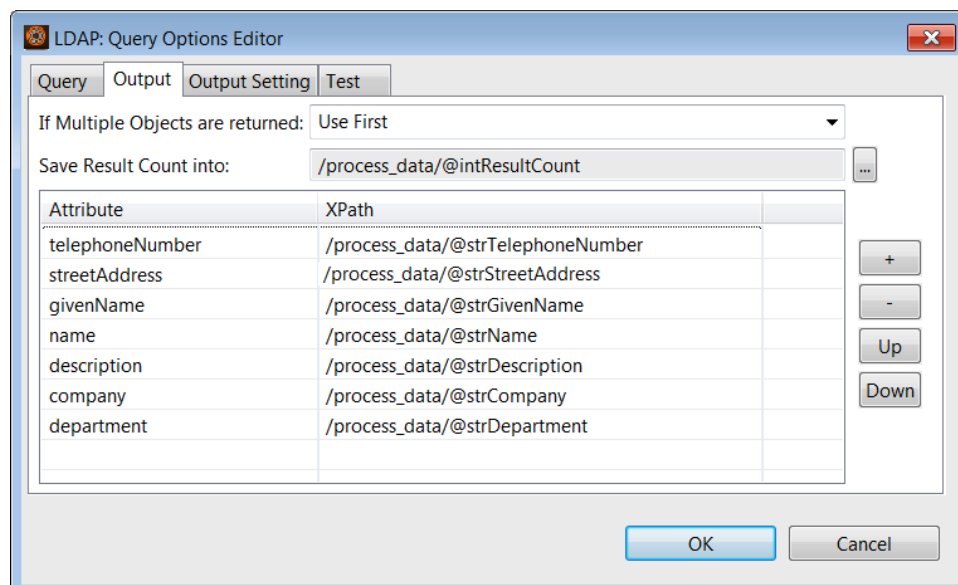 LDAP: Query Options Editor
Query Output Output Setting Test
If Multiple Objects are returned: Use First
Save Result Count into: /process_data/@intResultCount ...
Attribute XPath
telephoneNumber /process_data/@strTelephoneNumber
+
streetAddress /process_data/@strStreetAddress
givenName /process_data/@strGivenName
-
name /process_data/@strName
Up
description /process_data/@strDescription
company /process_data/@strCompany
Down
department /process_data/@strDepartment
OK Cancel